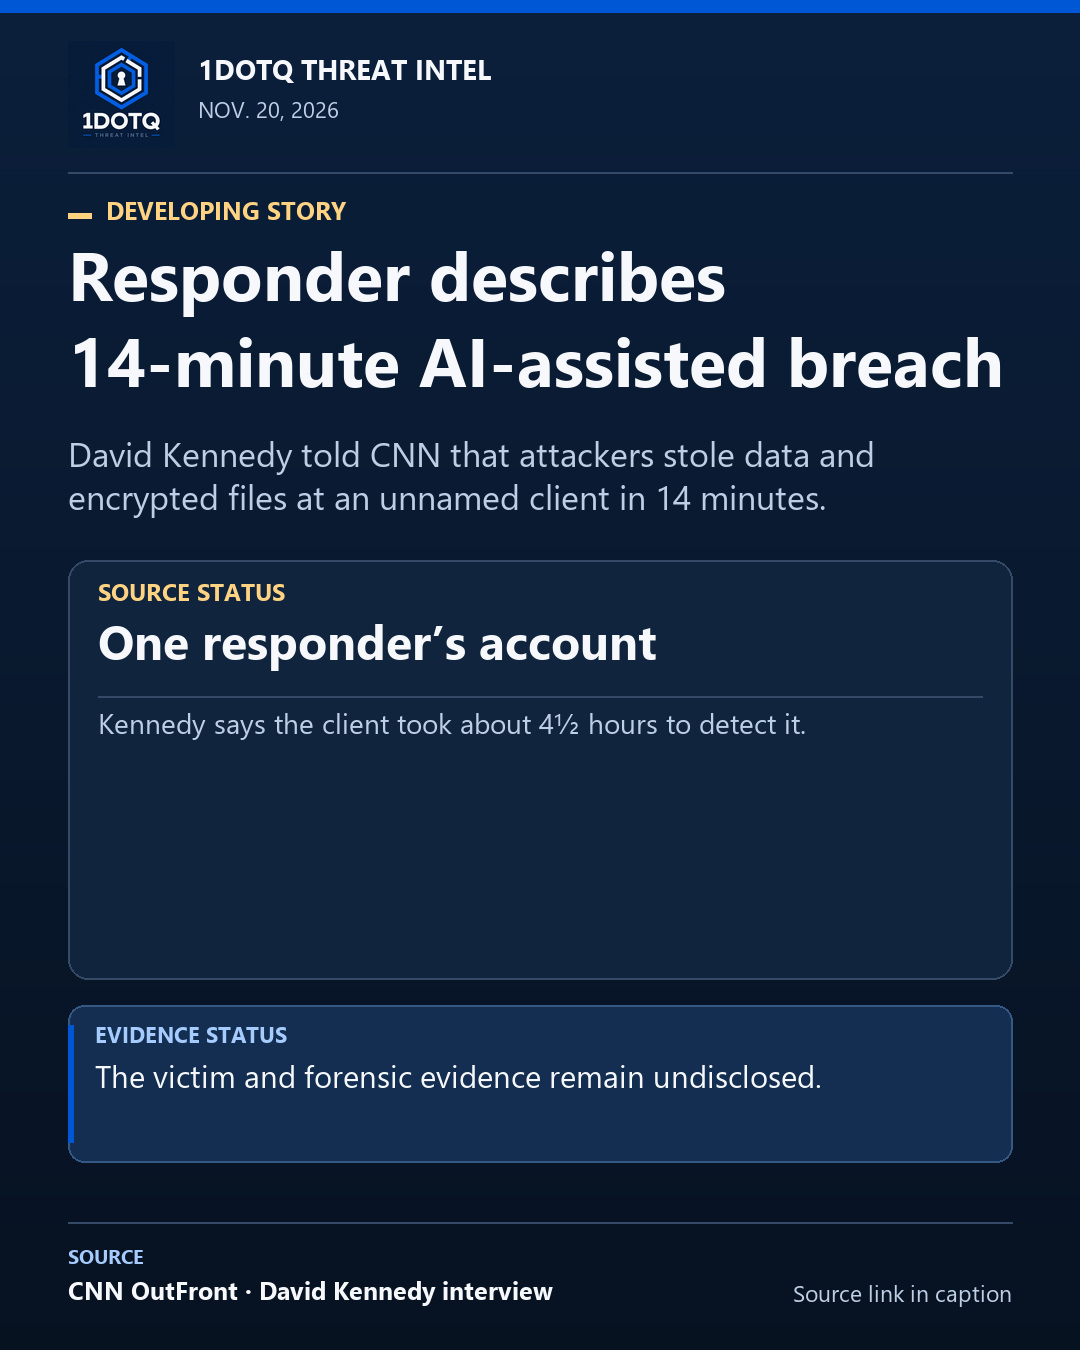 1DOTQ
THREAT INTEL
1DOTQ THREAT INTEL
NOV. 20, 2026
DEVELOPING STORY
Responder describes
14-minute AI-assisted breach
David Kennedy told CNN that attackers stole data and
encrypted files at an unnamed client in 14 minutes.
SOURCE STATUS
One responder’s account
Kennedy says the client took about 4½ hours to detect it.
EVIDENCE STATUS
The victim and forensic evidence remain undisclosed.
SOURCE
CNN OutFront · David Kennedy interview
Source link in caption